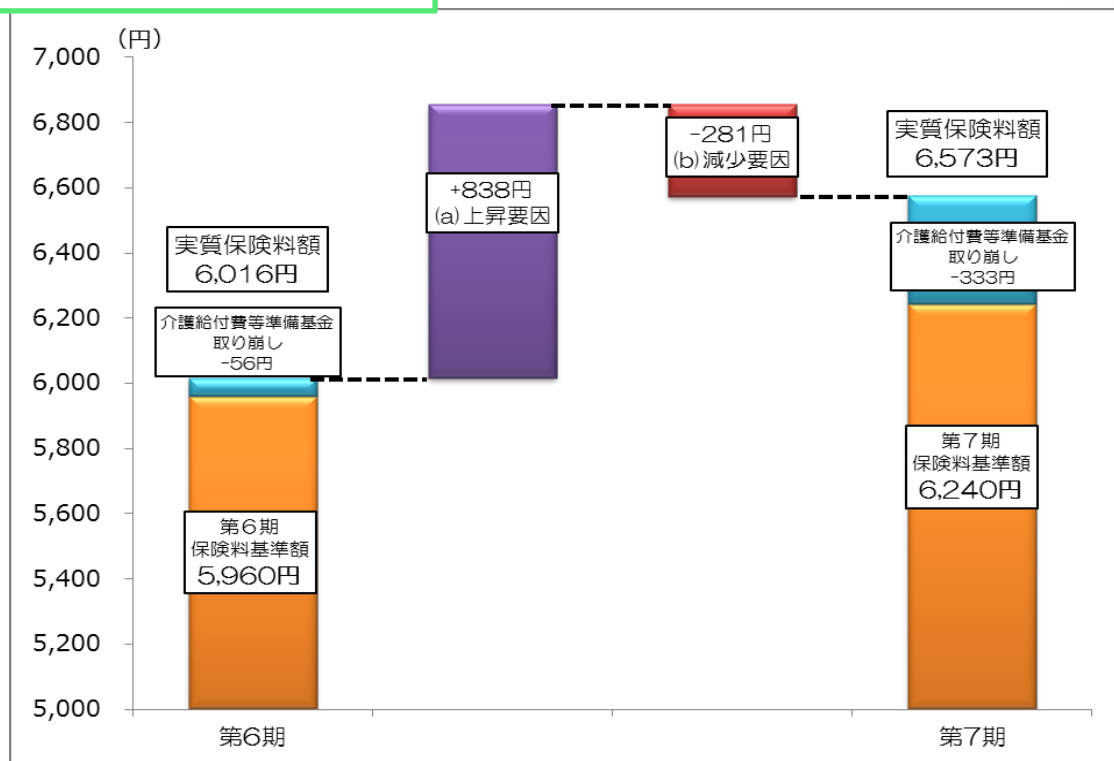 (円)
7,000
6,800
6,600
6,400
6,200
6,000
5,800
5,600
5,400
5,200
5,000
実質保険料額
6,016円
介護給付費等準備基金
取り崩し
-56円
第6期
保険料基準額
5,960円
+838円
(a)上昇要因
-281円
(b)減少要因
実質保険料額
6,573円
介護給付費等準備基金
取り崩し
-333円
第7期
保険料基準額
6,240円
第6期
第7期